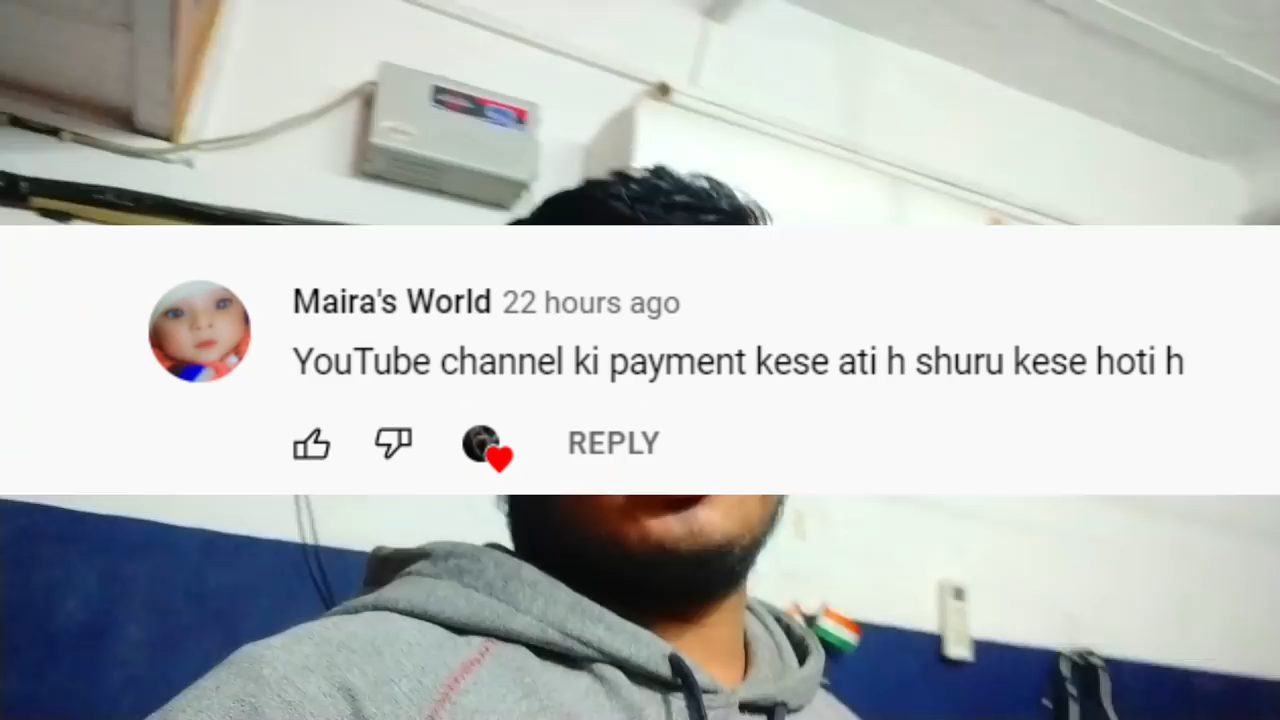 Maira's World 22 hours ago
YouTube channel ki payment kese ati h shuru kese hoti h
REPLY